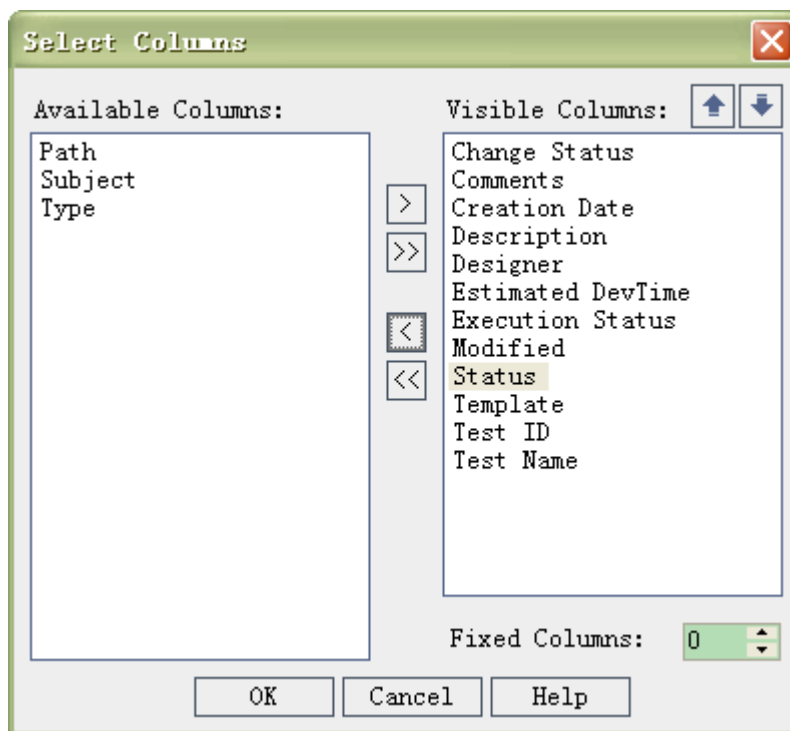 Select Columns
Available Columns:
Path
Subject
Type
>
>>
<
<<
Visible Columns:
Change Status
Comments
Creation Date
Description
Designer
Estimated DevTime
Execution Status
Modified
Status
Template
Test ID
Test Name
Fixed Columns: 0
OK Cancel Help